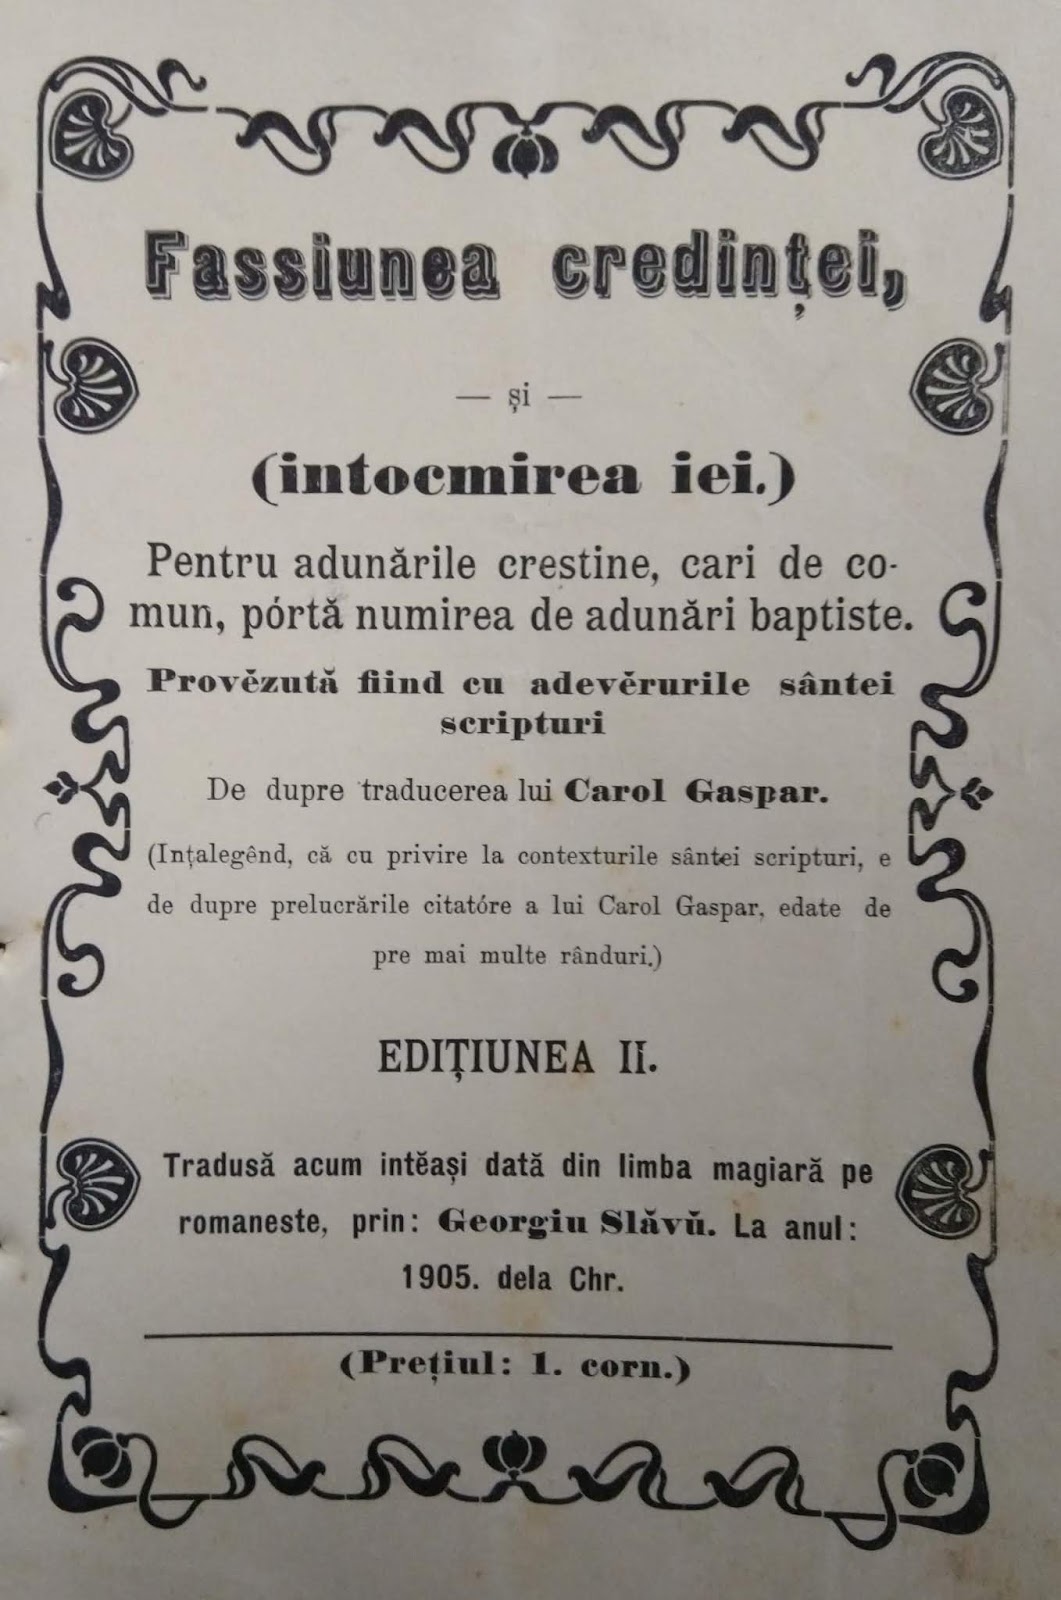 Fassiunea credinței,
— și —
(intocmirea iei.)
Pentru adunările crestine, cari de co-
mun, pórtă numirea de adunări baptiste.
Provĕzută fiind cu adevĕrurile sântei
scripturi
De dupre traducerea lui Carol Gaspar.
(Ințalegênd, că cu privire la contexturile sântei scripturi, e
de dupre prelucrările citatóre a lui Carol Gaspar, edate de
pre mai multe rânduri.)
EDIȚIUNEA II.
Tradusă acum intĕași dată din limba magiară pe
romaneste, prin: Georgiu Slăvŭ. La anul:
1905. dela Chr.
(Prețiul: 1. corn.)